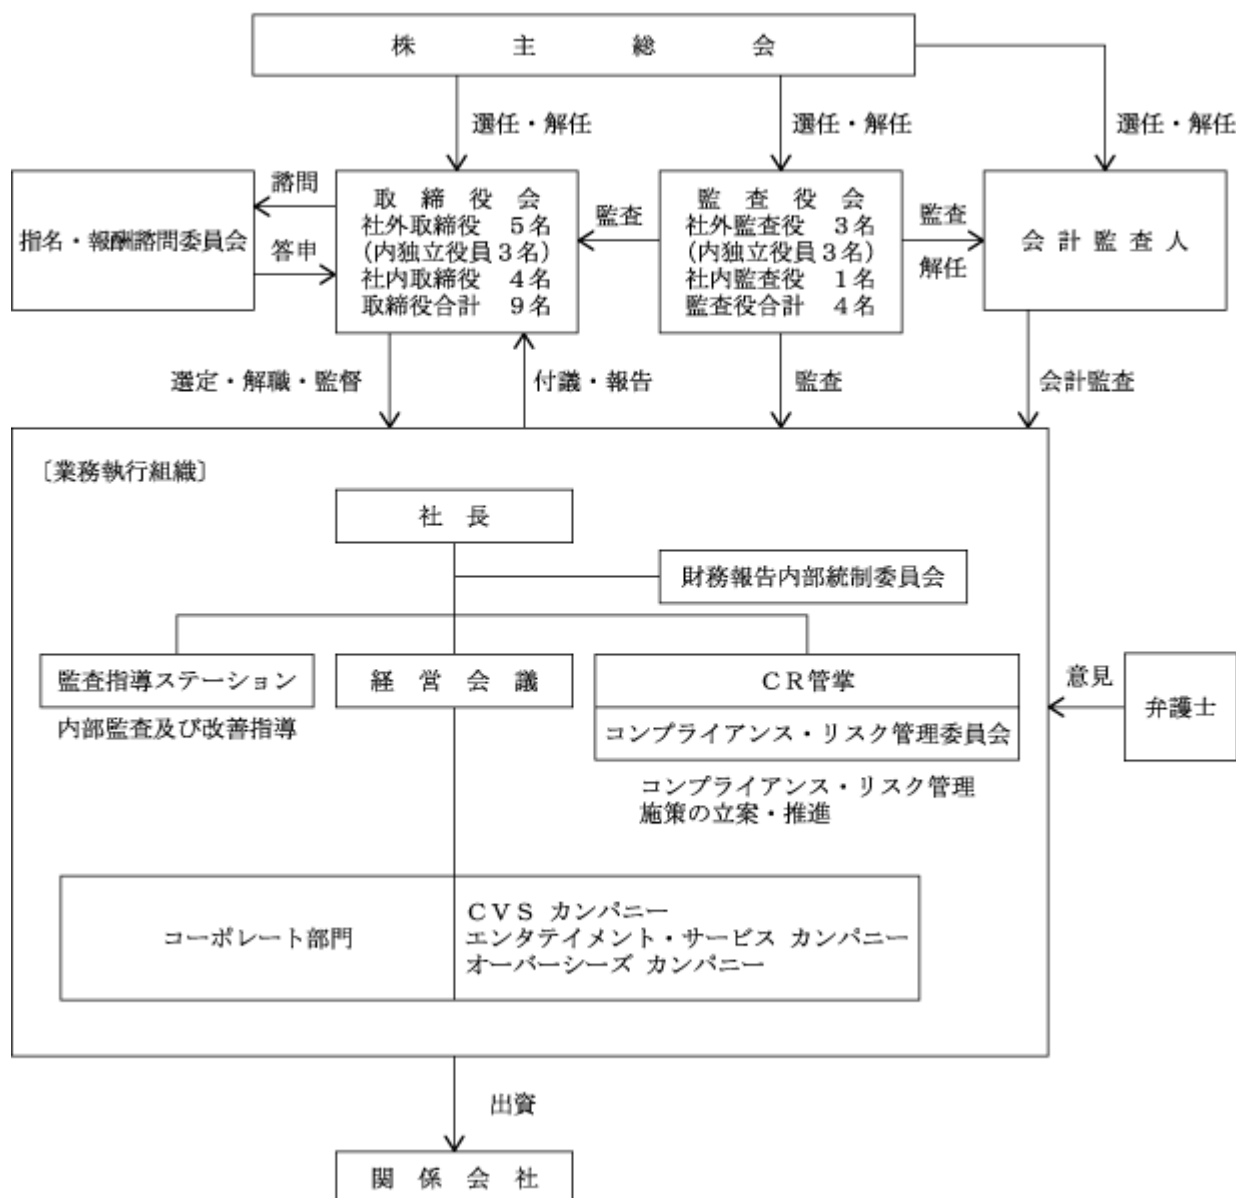 株主総会
選任・解任
選任・解任
選任・解任
諮問
指名・報酬諮問委員会
答申
取締役会
社外取締役 5名
(内独立役員3名)
社内取締役 4名
取締役合計 9名
監査
監査役会
社外監査役 3名
(内独立役員3名)
社内監査役 1名
監査役合計 4名
監査
解任
会計監査人
選定・解職・監督
付議・報告
監査
会計監査
〔業務執行組織〕
社長
財務報告内部統制委員会
監査指導ステーション
内部監査及び改善指導
経営会議
CR管掌
コンプライアンス・リスク管理委員会
コンプライアンス・リスク管理
施策の立案・推進
意見
弁護士
コーポレート部門
CVS カンパニー
エンタテイメント・サービス カンパニー
オーバーシーズ カンパニー
出資
関係会社